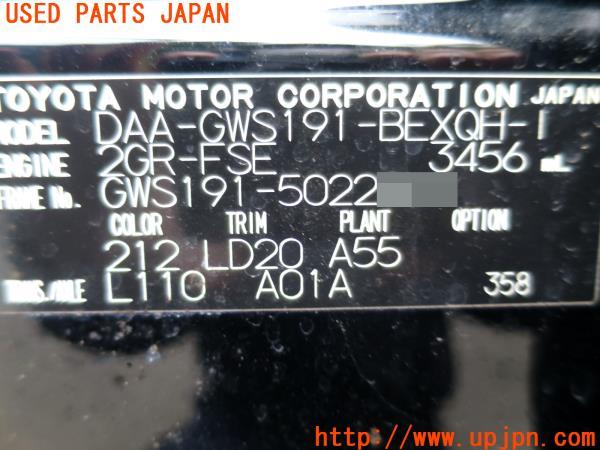 USED PARTS JAPAN
TOYOTA MOTOR CORPORATION JAPAN
MODEL DAA-GWS191-BEXQH-I
ENGINE 2GR-FSE 3456 mL
FRAME No. GWS191-5022
COLOR TRIM PLANT OPTION
212 LD20 A55
TRANS./AXLE L110 A01A 358
http://www.upjpn.com